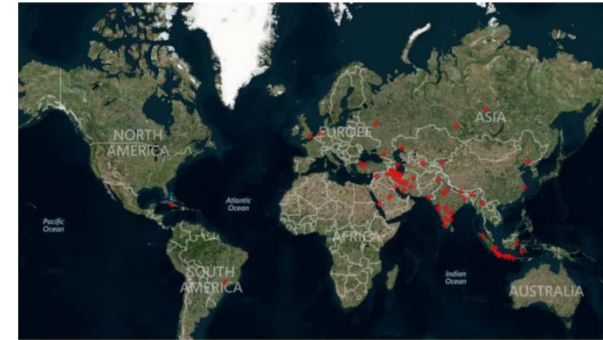 NORTH
AMERICA
EUROPE
ASIA
Atlantic
Ocean
Pacific
Ocean
AFRICA
SOUTH
AMERICA
Indian
Ocean
AUSTRALIA